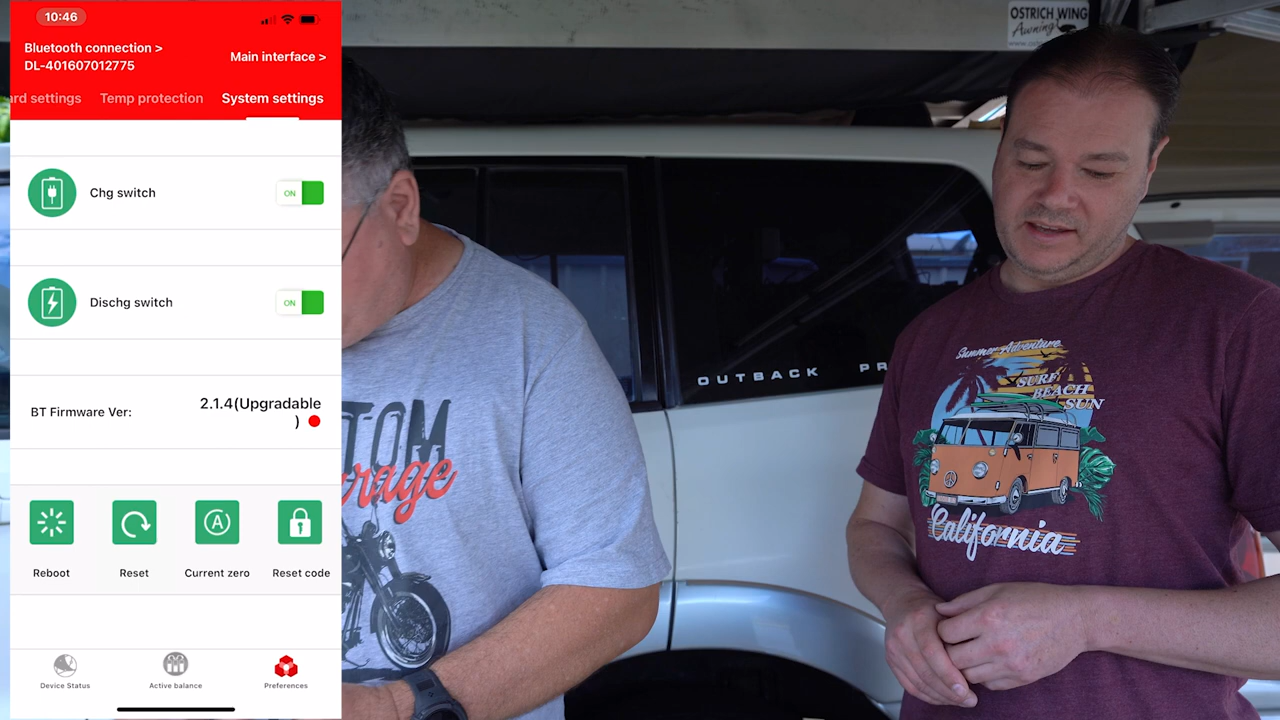 10:46
Bluetooth connection >
DL-401607012775
Main interface >
rd settings
Temp protection
System settings
Chg switch
ON
Dischg switch
ON
BT Firmware Ver:
2.1.4(Upgradable
)
A
Reboot
Reset
Current zero
Reset code
Device Status
Active balance
Preferences
OSTRICH WING
Awnings
OUTBACK PR
TOM
rage
Summer Adventure
SURF
BEACH
SUN
California